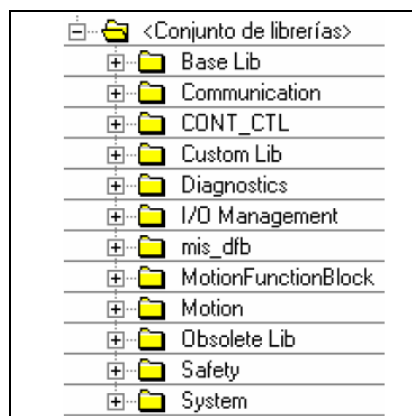 <Conjunto de librerías>
Base Lib
Communication
CONT_CTL
Custom Lib
Diagnostics
I/O Management
mis_dfb
MotionFunctionBlock
Motion
Obsolete Lib
Safety
System